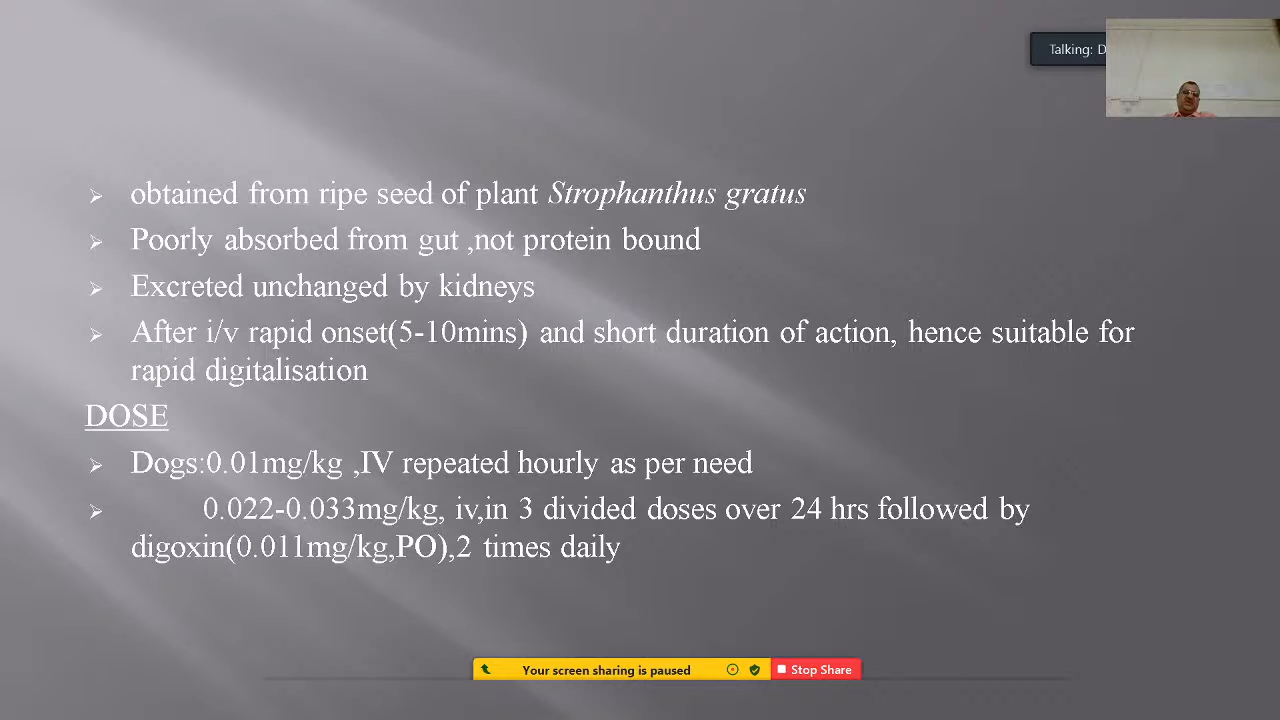 Talking: D
obtained from ripe seed of plant Strophanthus gratus
Poorly absorbed from gut ,not protein bound
Excreted unchanged by kidneys
After i/v rapid onset(5-10mins) and short duration of action, hence suitable for
rapid digitalisation
DOSE
Dogs:0.01mg/kg ,IV repeated hourly as per need
0.022-0.033mg/kg, iv,in 3 divided doses over 24 hrs followed by
digoxin(0.011mg/kg,PO),2 times daily
Your screen sharing is paused
Stop Share